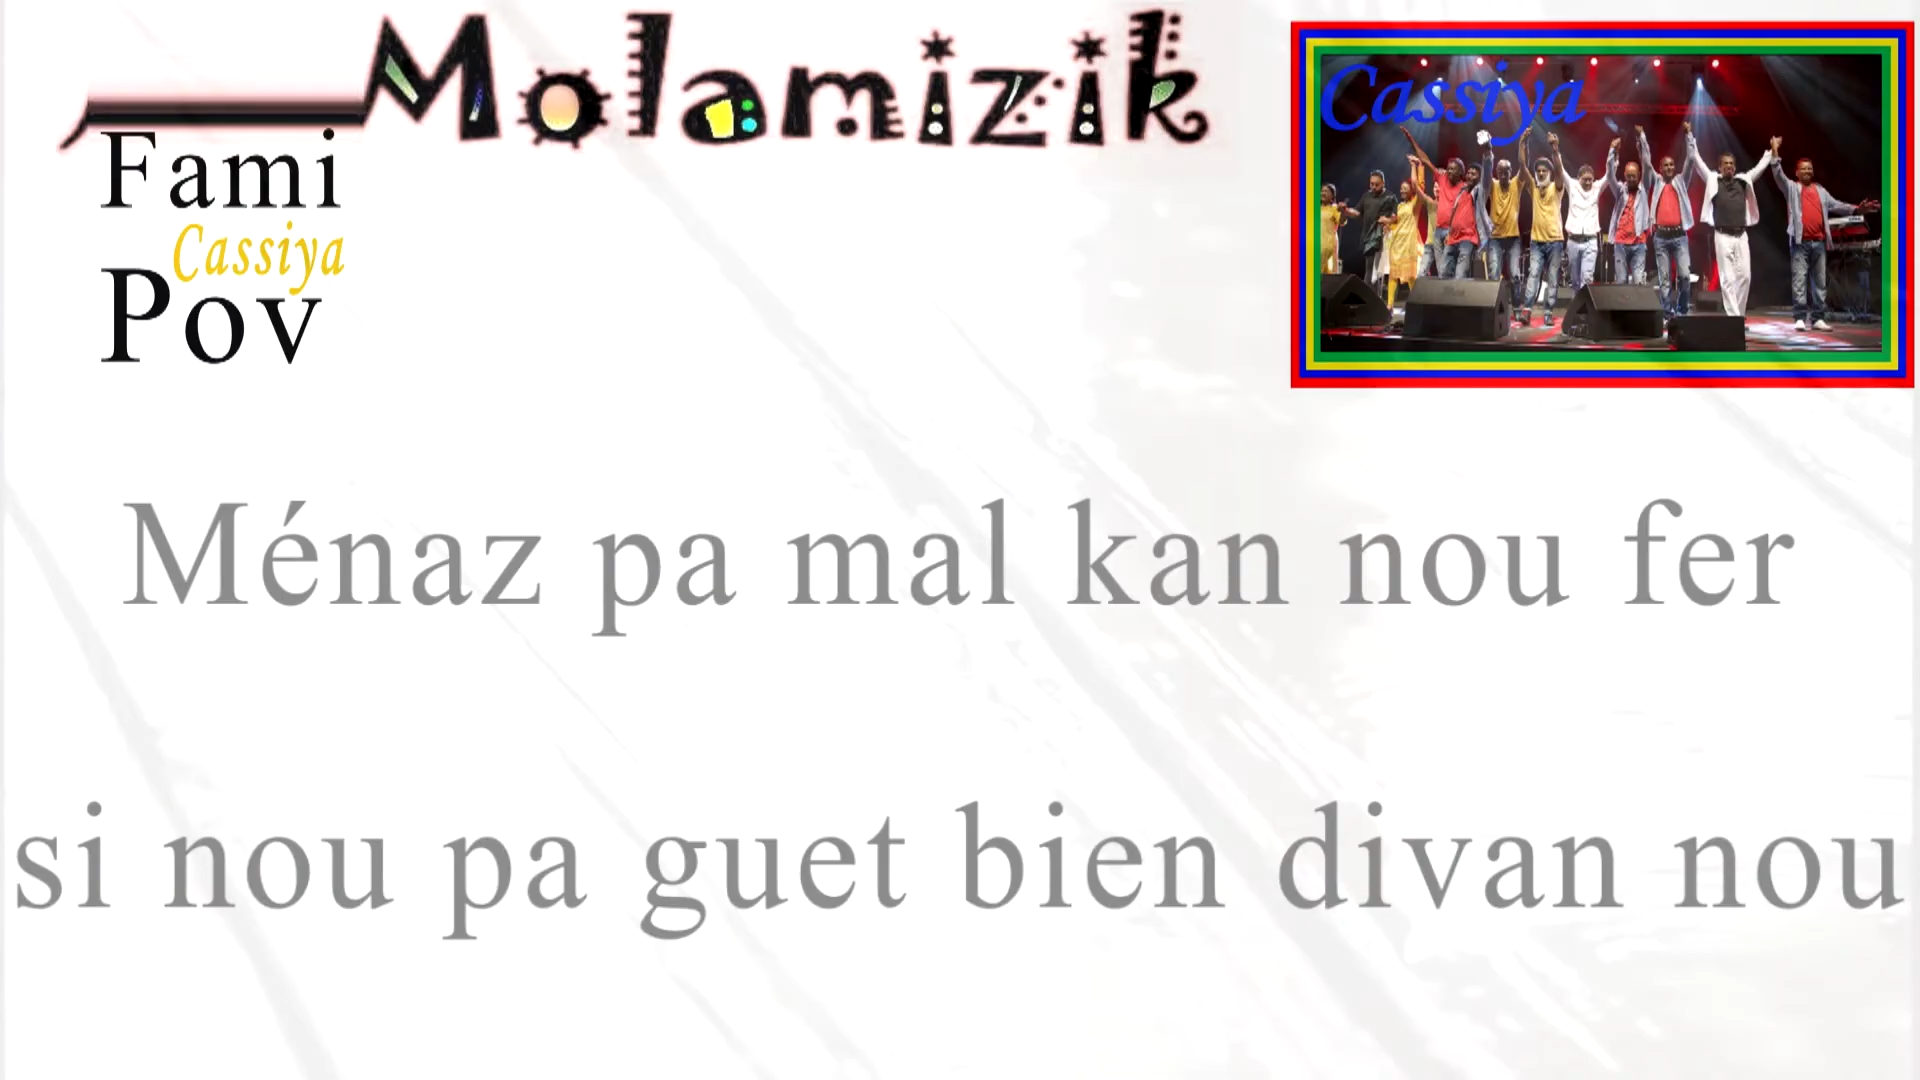 Molamizik
Fami
Cassiya
Pov
Cassiya
Ménaz pa mal kan nou fer
si nou pa guet bien divan nou